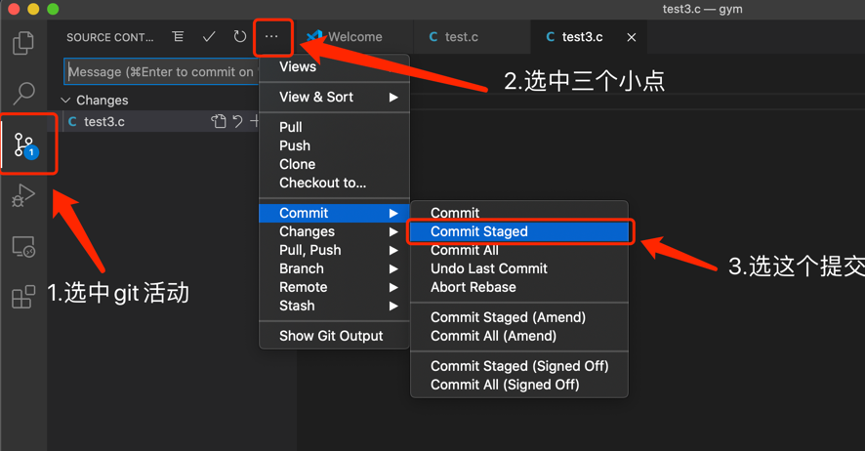 test3.c — gym
SOURCE CONT...
Welcome
C test.c
C test3.c
Message (⌘Enter to commit on
Changes
C test3.c
1
Views
View & Sort
Pull
Push
Clone
Checkout to...
Commit
Changes
Pull, Push
Branch
Remote
Stash
Show Git Output
Commit
Commit Staged
Commit All
Undo Last Commit
Abort Rebase
Commit Staged (Amend)
Commit All (Amend)
Commit Staged (Signed Off)
Commit All (Signed Off)
1.选中git活动
2.选中三个小点
3.选这个提交